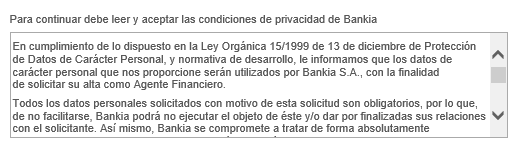 Para continuar debe leer y aceptar las condiciones de privacidad de Bankia
En cumplimiento de lo dispuesto en la Ley Orgánica 15/1999 de 13 de diciembre de Protección
de Datos de Carácter Personal, y normativa de desarrollo, le informamos que los datos de
carácter personal que nos proporcione serán utilizados por Bankia S.A., con la finalidad
de solicitar su alta como Agente Financiero.
Todos los datos personales solicitados con motivo de esta solicitud son obligatorios, por lo que,
de no facilitarse, Bankia podrá no ejecutar el objeto de éste y/o dar por finalizadas sus relaciones
con el solicitante. Así mismo, Bankia se compromete a tratar de forma absolutamente